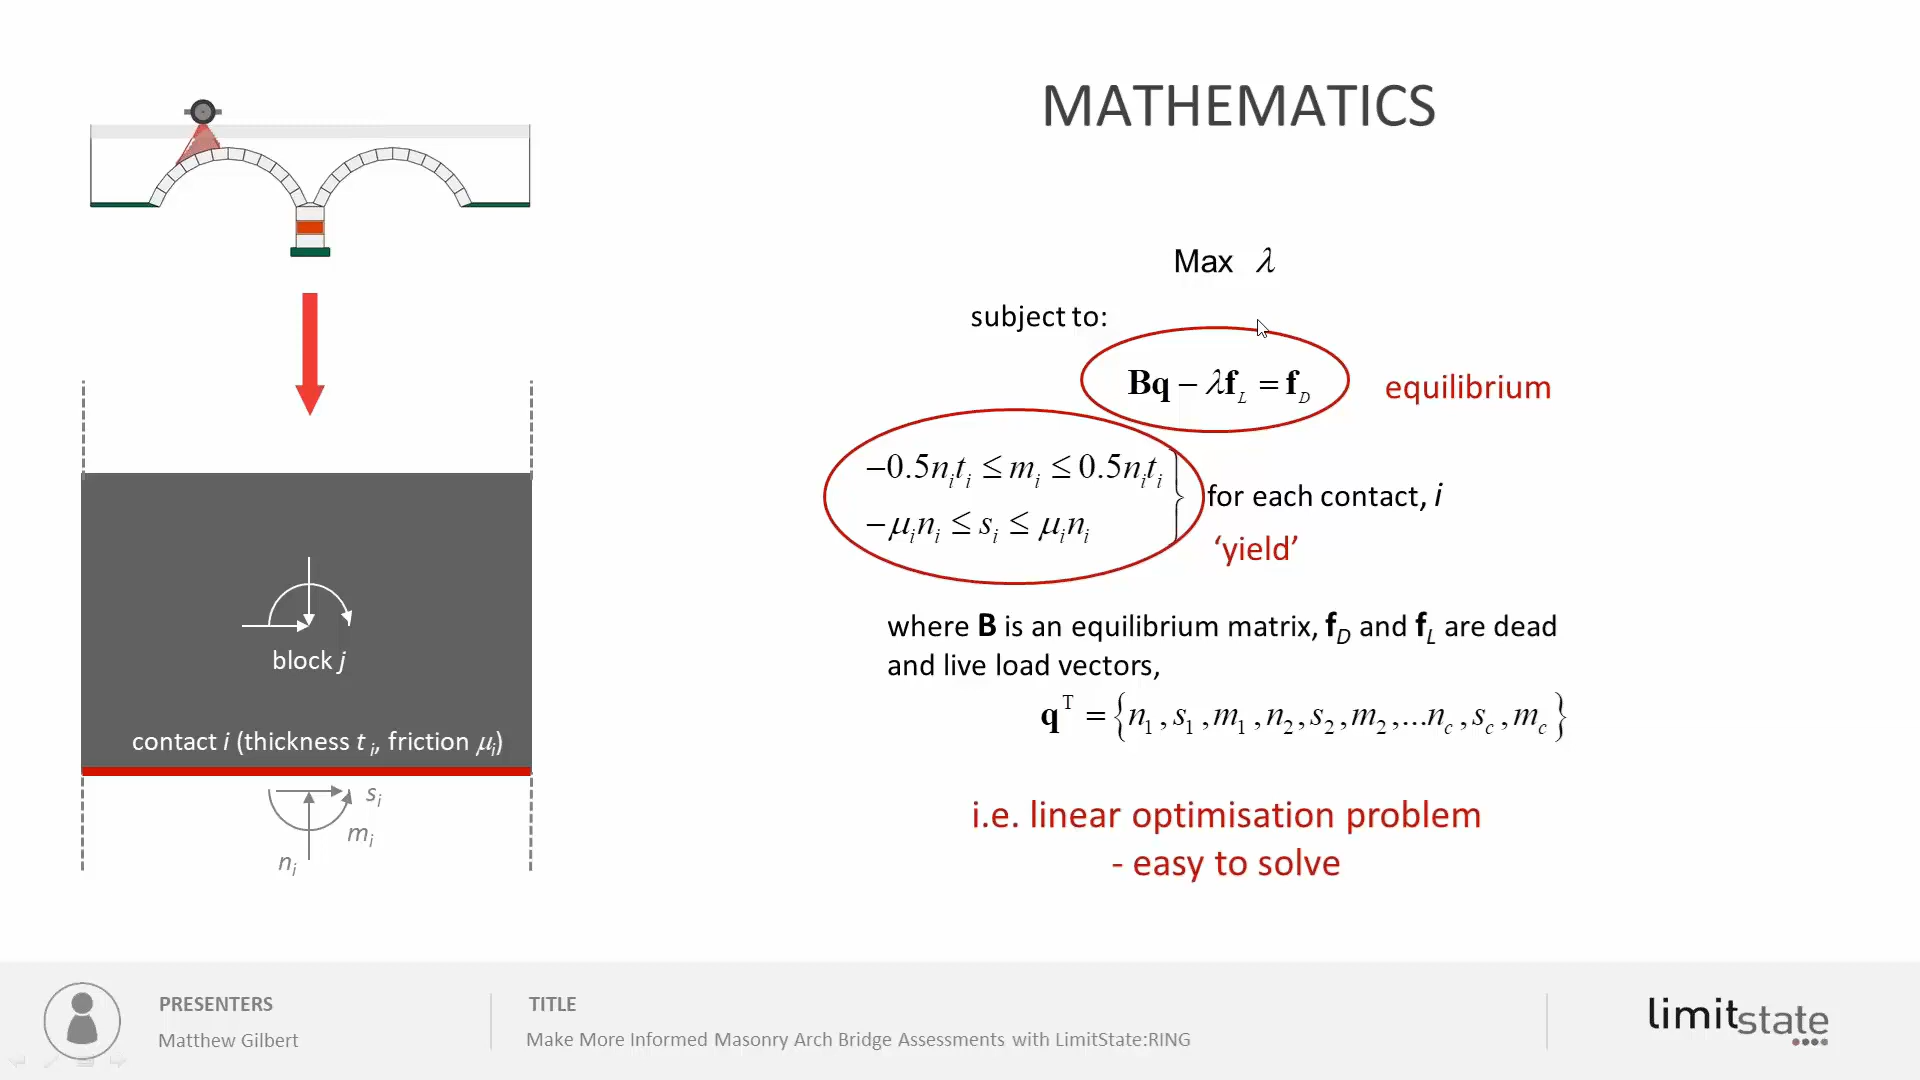 MATHEMATICS
Max λ
subject to:
Bq − λf_L = f_D
equilibrium
−0.5n_i t_i ≤ m_i ≤ 0.5n_i t_i
−μ_i n_i ≤ s_i ≤ μ_i n_i
for each contact, i
‘yield’
where B is an equilibrium matrix, f_D and f_L are dead
and live load vectors,
q^T = {n_1, s_1, m_1, n_2, s_2, m_2, ...n_c, s_c, m_c}
i.e. linear optimisation problem
- easy to solve
block j
contact i (thickness t_i, friction μ_i)
s_i
m_i
n_i
PRESENTERS
Matthew Gilbert
TITLE
Make More Informed Masonry Arch Bridge Assessments with LimitState:RING
limitstate